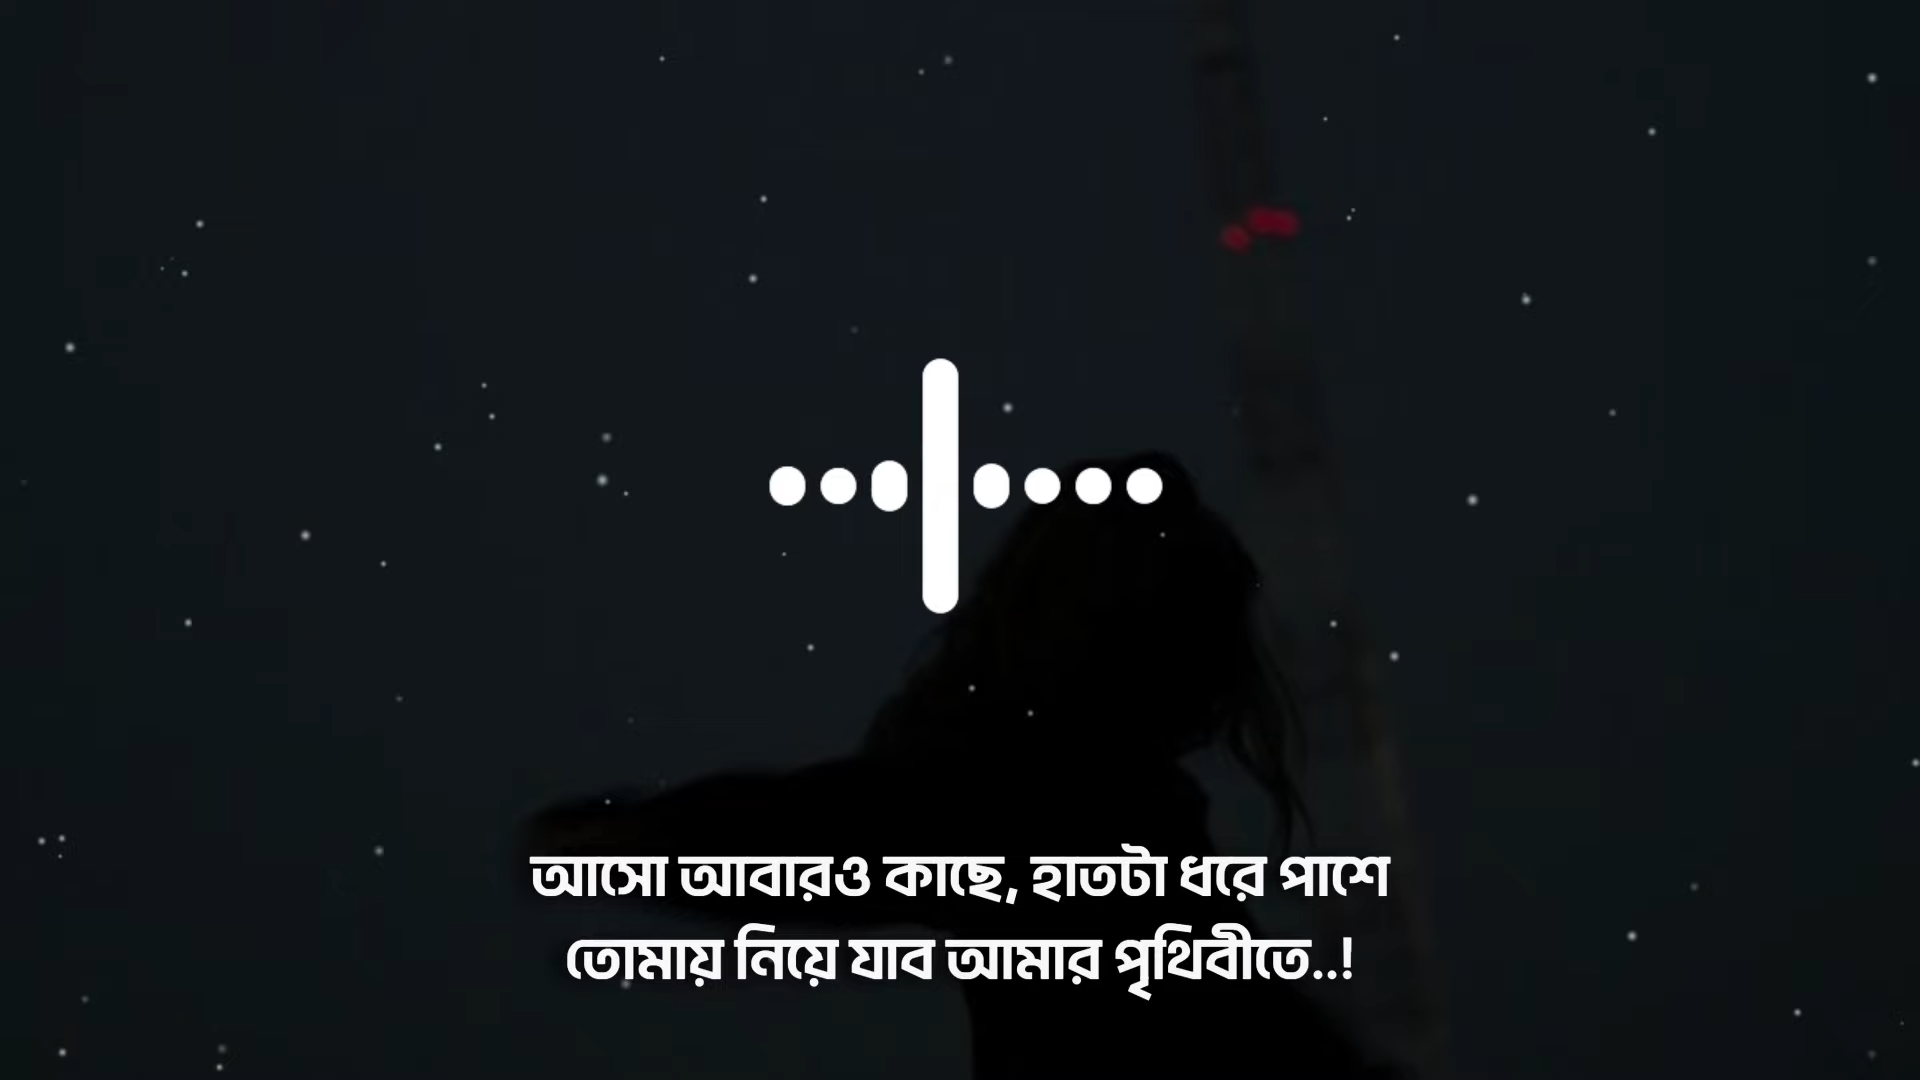 আসো আবারও কাছে, হাতটা ধরে পাশে
তোমায় নিয়ে যাব আমার পৃথিবীতে..!